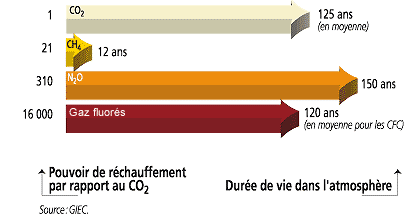 1 CO2 125 ans
(en moyenne)
21 CH4 12 ans
310 N2O 150 ans
16 000 Gaz fluorés 120 ans
(en moyenne pour les CFC)
Pouvoir de réchauffement
par rapport au CO2
Durée de vie dans l'atmosphère
Source : GIEC.